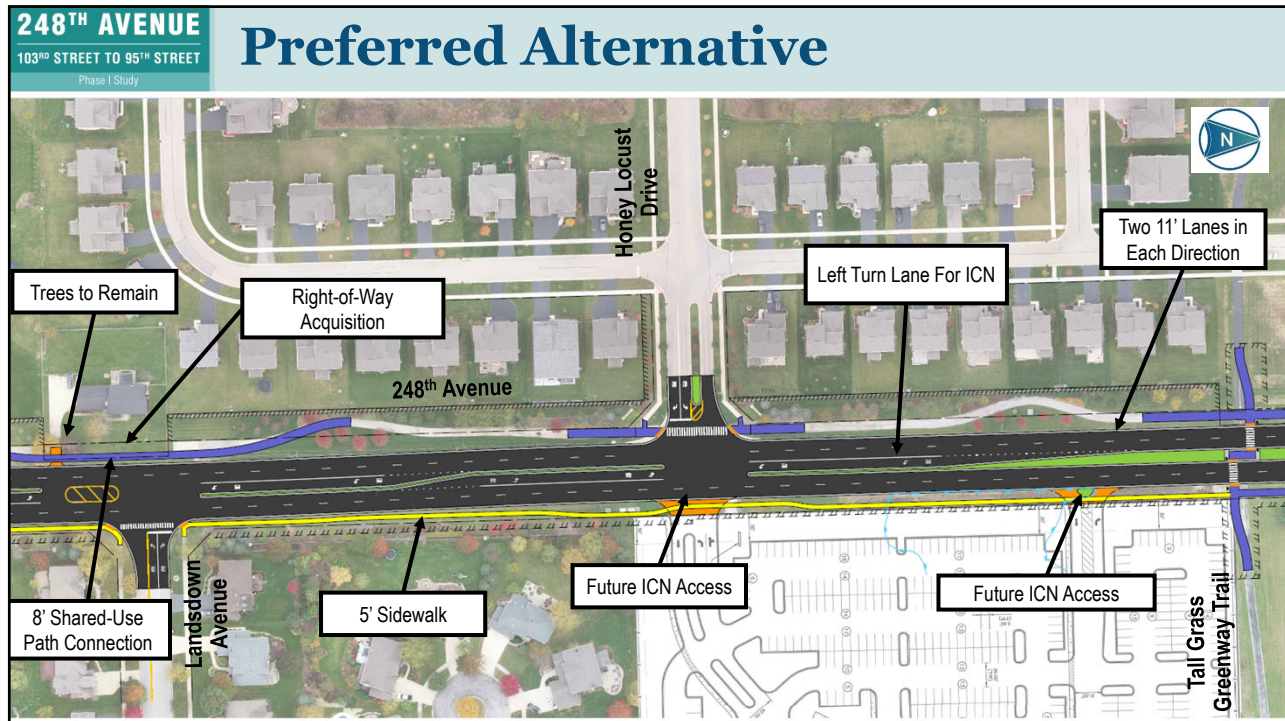 248TH AVENUE
103RD STREET TO 95TH STREET
Phase I Study
Preferred Alternative
N
Honey Locust
Drive
Two 11' Lanes in
Each Direction
Left Turn Lane For ICN
Trees to Remain
Right-of-Way
Acquisition
248th Avenue
8' Shared-Use
Path Connection
Landsdown
Avenue
5' Sidewalk
Future ICN Access
Future ICN Access
Tall Grass
Greenway Trail